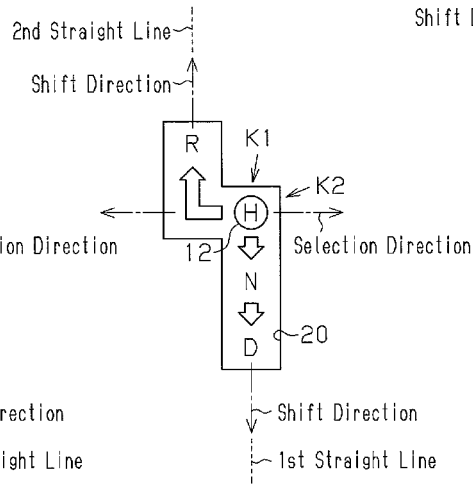 Shift D
2nd Straight Line
Shift Direction
R
K1
K2
H
ion Direction
12
Selection Direction
N
20
D
rection
Shift Direction
ight Line
1st Straight Line